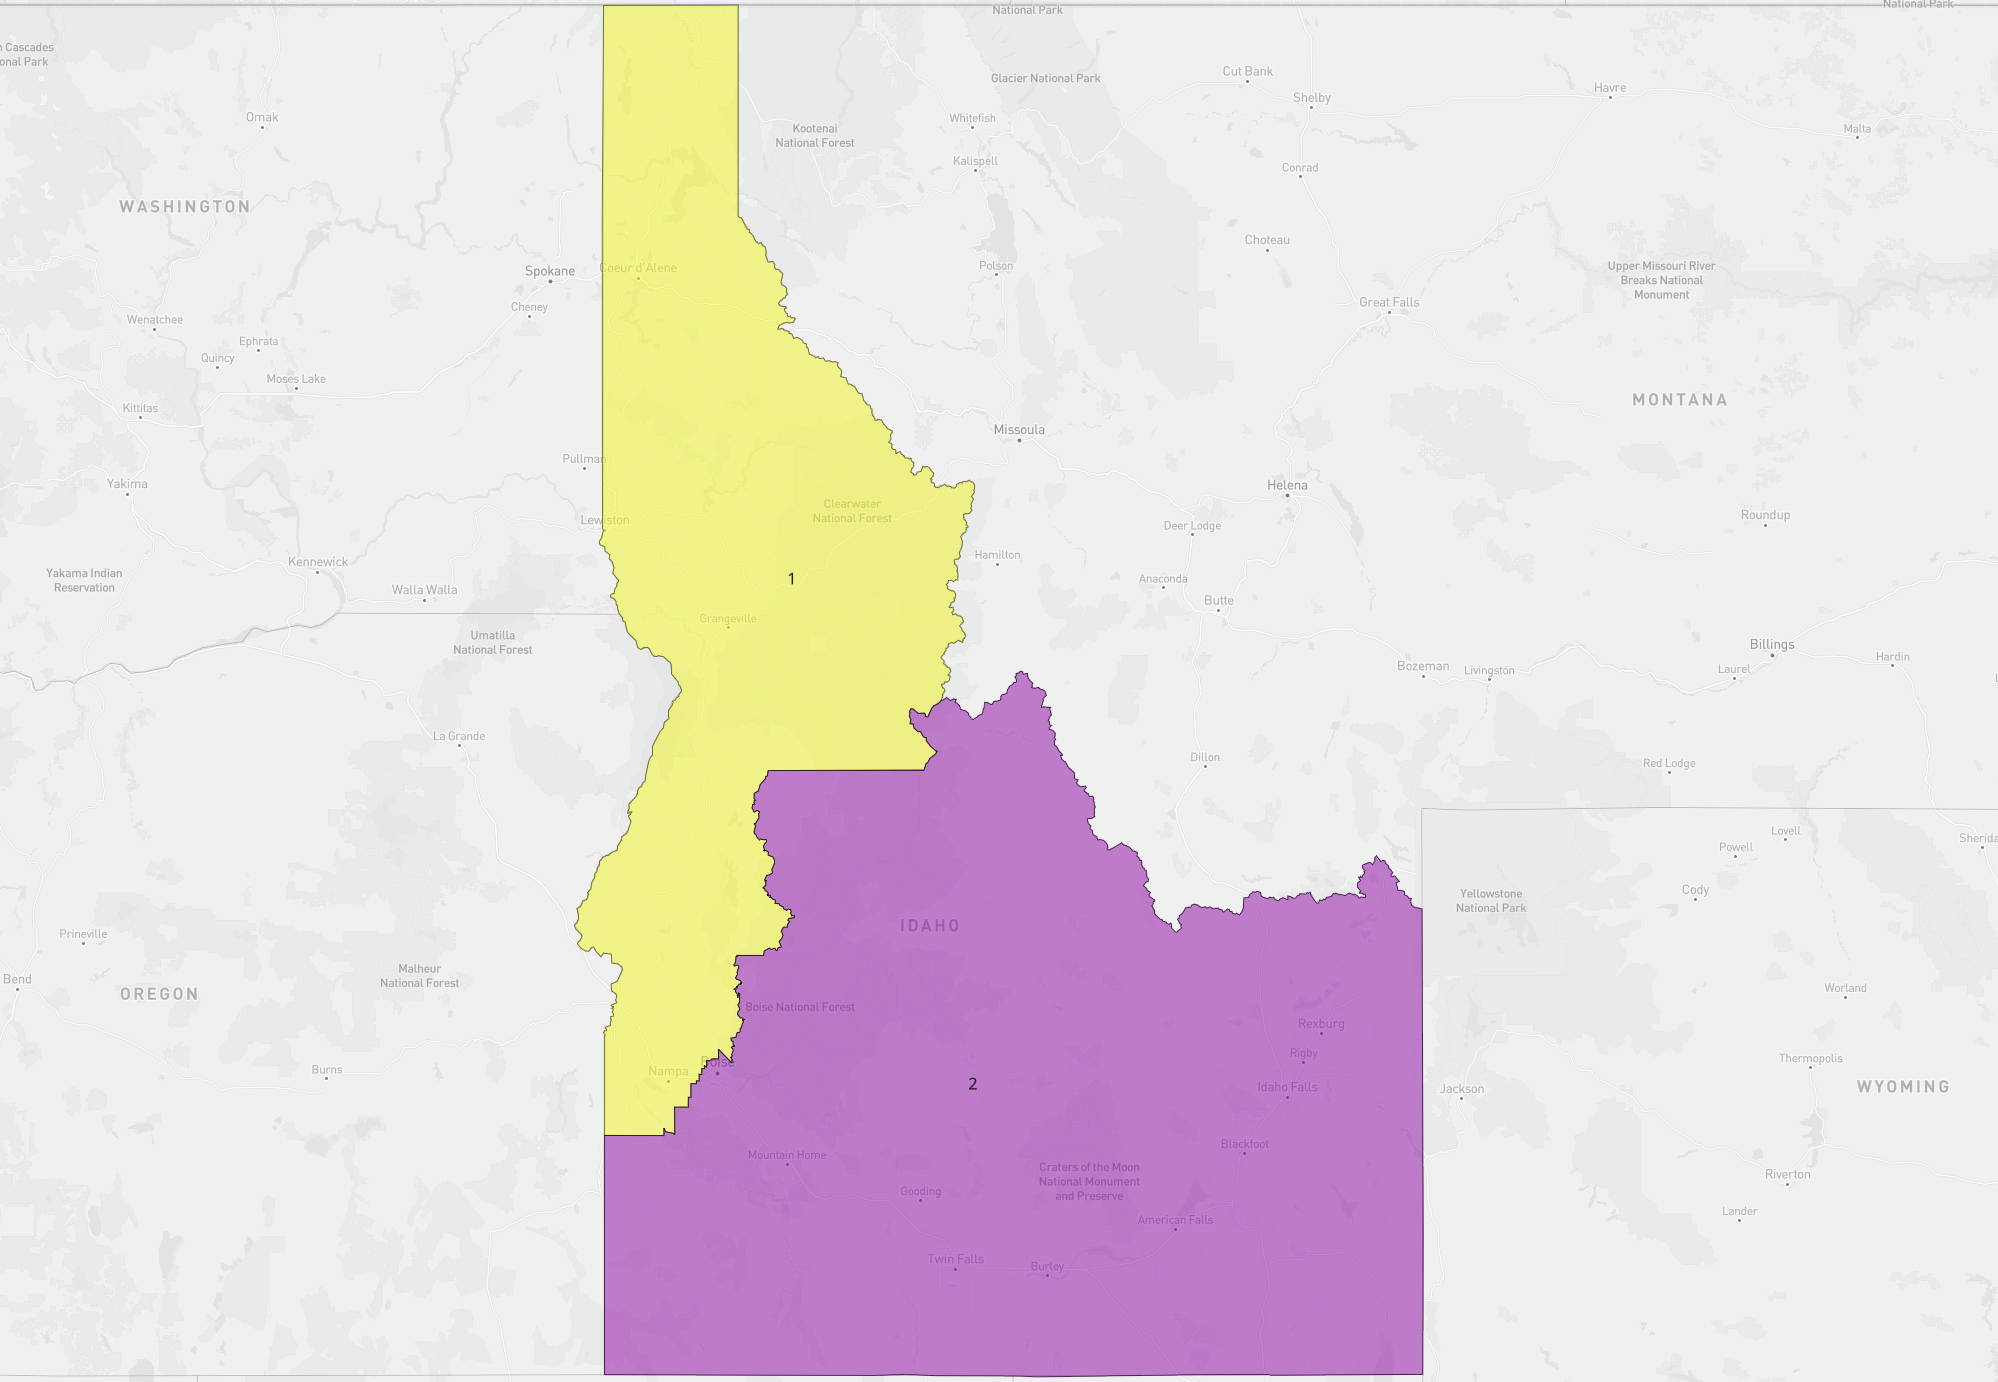 National Park
National Park
n Cascades
onal Park
Glacier National Park
Cut Bank
Shelby
Havre
Malta
Omak
Kootenai
National Forest
Whitefish
Kalispell
Conrad
WASHINGTON
Choteau
Spokane
Coeur d'Alene
Polson
Upper Missouri River
Breaks National
Monument
Cheney
Great Falls
Wenatchee
Ephrata
Quincy
Moses Lake
MONTANA
Kittitas
Missoula
Pullman
Yakima
Helena
Clearwater
National Forest
Lewiston
Deer Lodge
Roundup
Kennewick
Hamilton
Yakama Indian
Reservation
Walla Walla
1
Anaconda
Butte
Grangeville
Umatilla
National Forest
Billings
Bozeman
Livingston
Laurel
Hardin
La Grande
Dillon
Red Lodge
Lovell
Powell
Sherida
Cody
Yellowstone
National Park
IDAHO
Prineville
Malheur
National Forest
Bend
OREGON
Worland
Boise National Forest
Rexburg
Rigby
Thermopolis
Burns
Nampa
Boise
2
Idaho Falls
Jackson
WYOMING
Blackfoot
Mountain Home
Craters of the Moon
National Monument
and Preserve
Riverton
Gooding
American Falls
Lander
Twin Falls
Burley